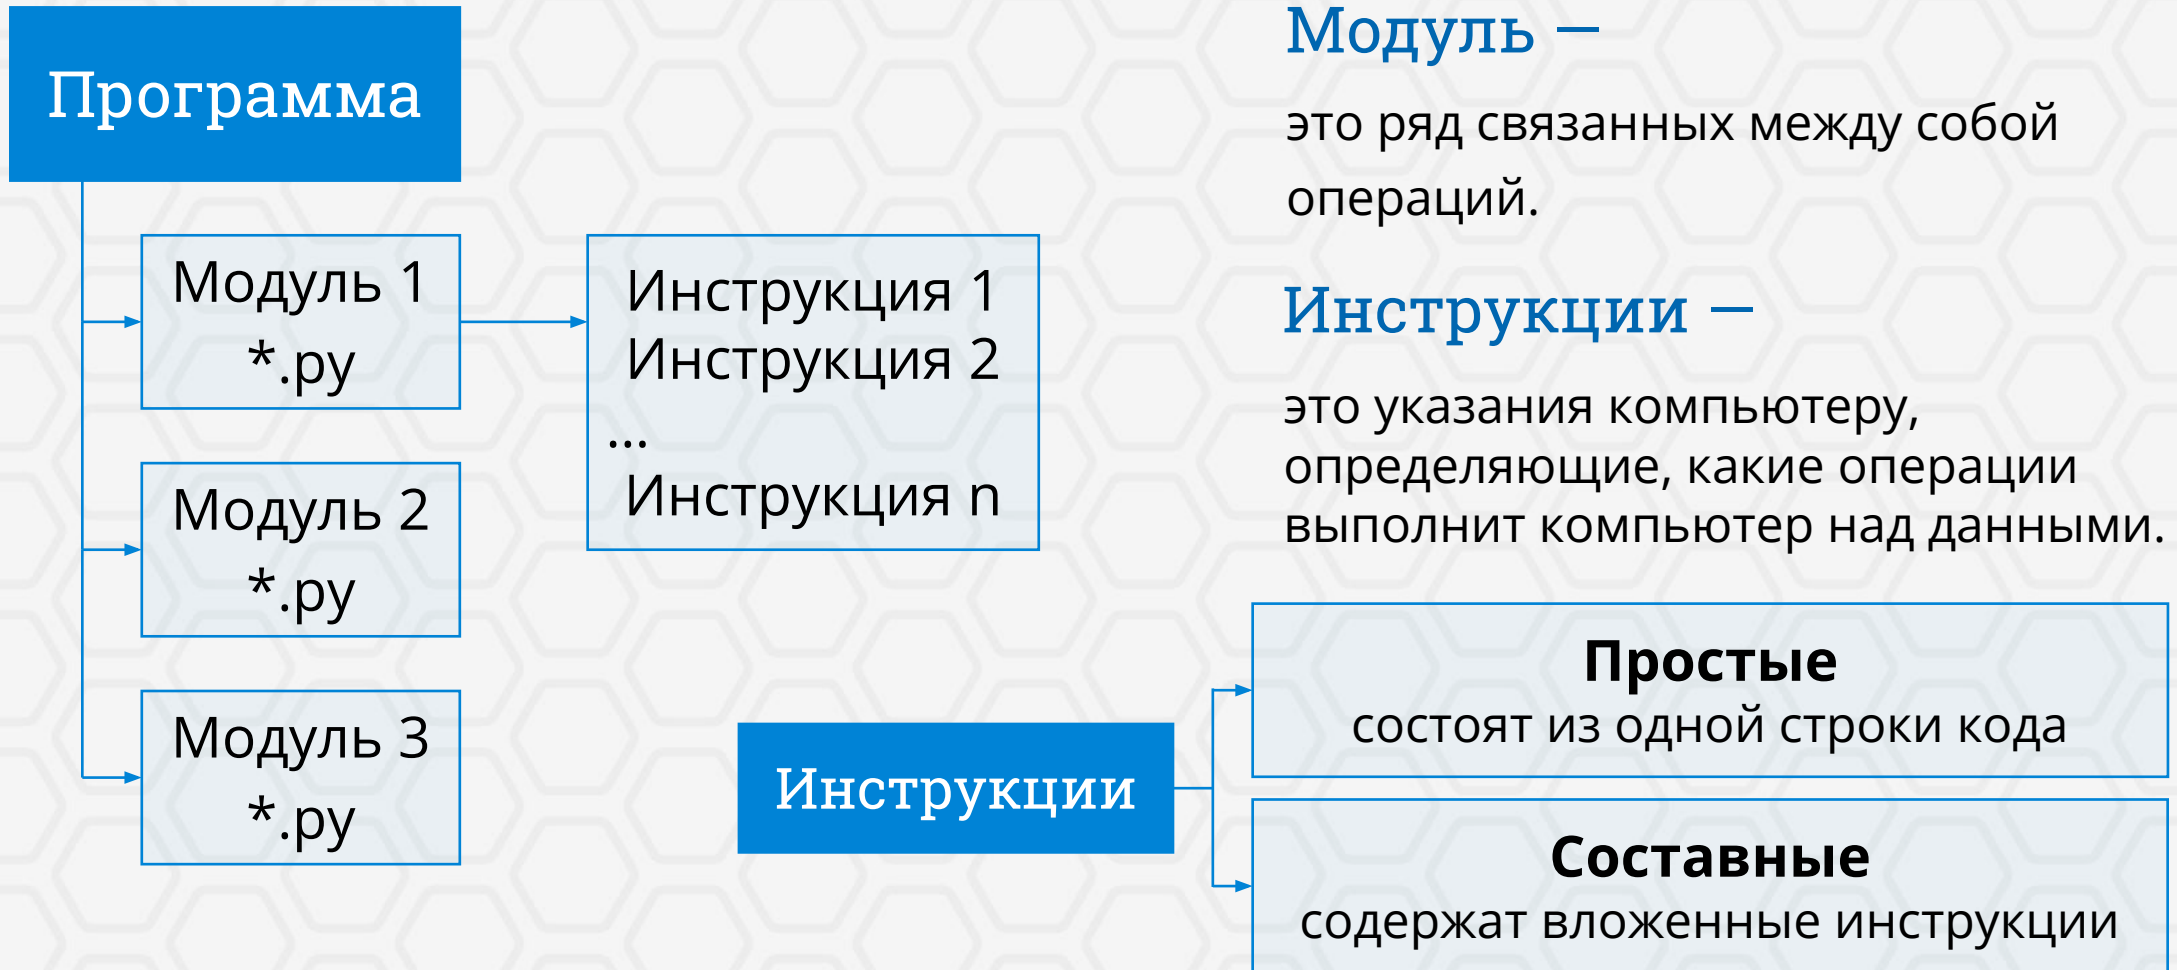 Программа
Модуль 1
*.py
Модуль 2
*.py
Модуль 3
*.py
Инструкция 1
Инструкция 2
...
Инструкция n
Модуль —
это ряд связанных между собой
операций.
Инструкции —
это указания компьютеру,
определяющие, какие операции
выполнит компьютер над данными.
Инструкции
Простые
состоят из одной строки кода
Составные
содержат вложенные инструкции